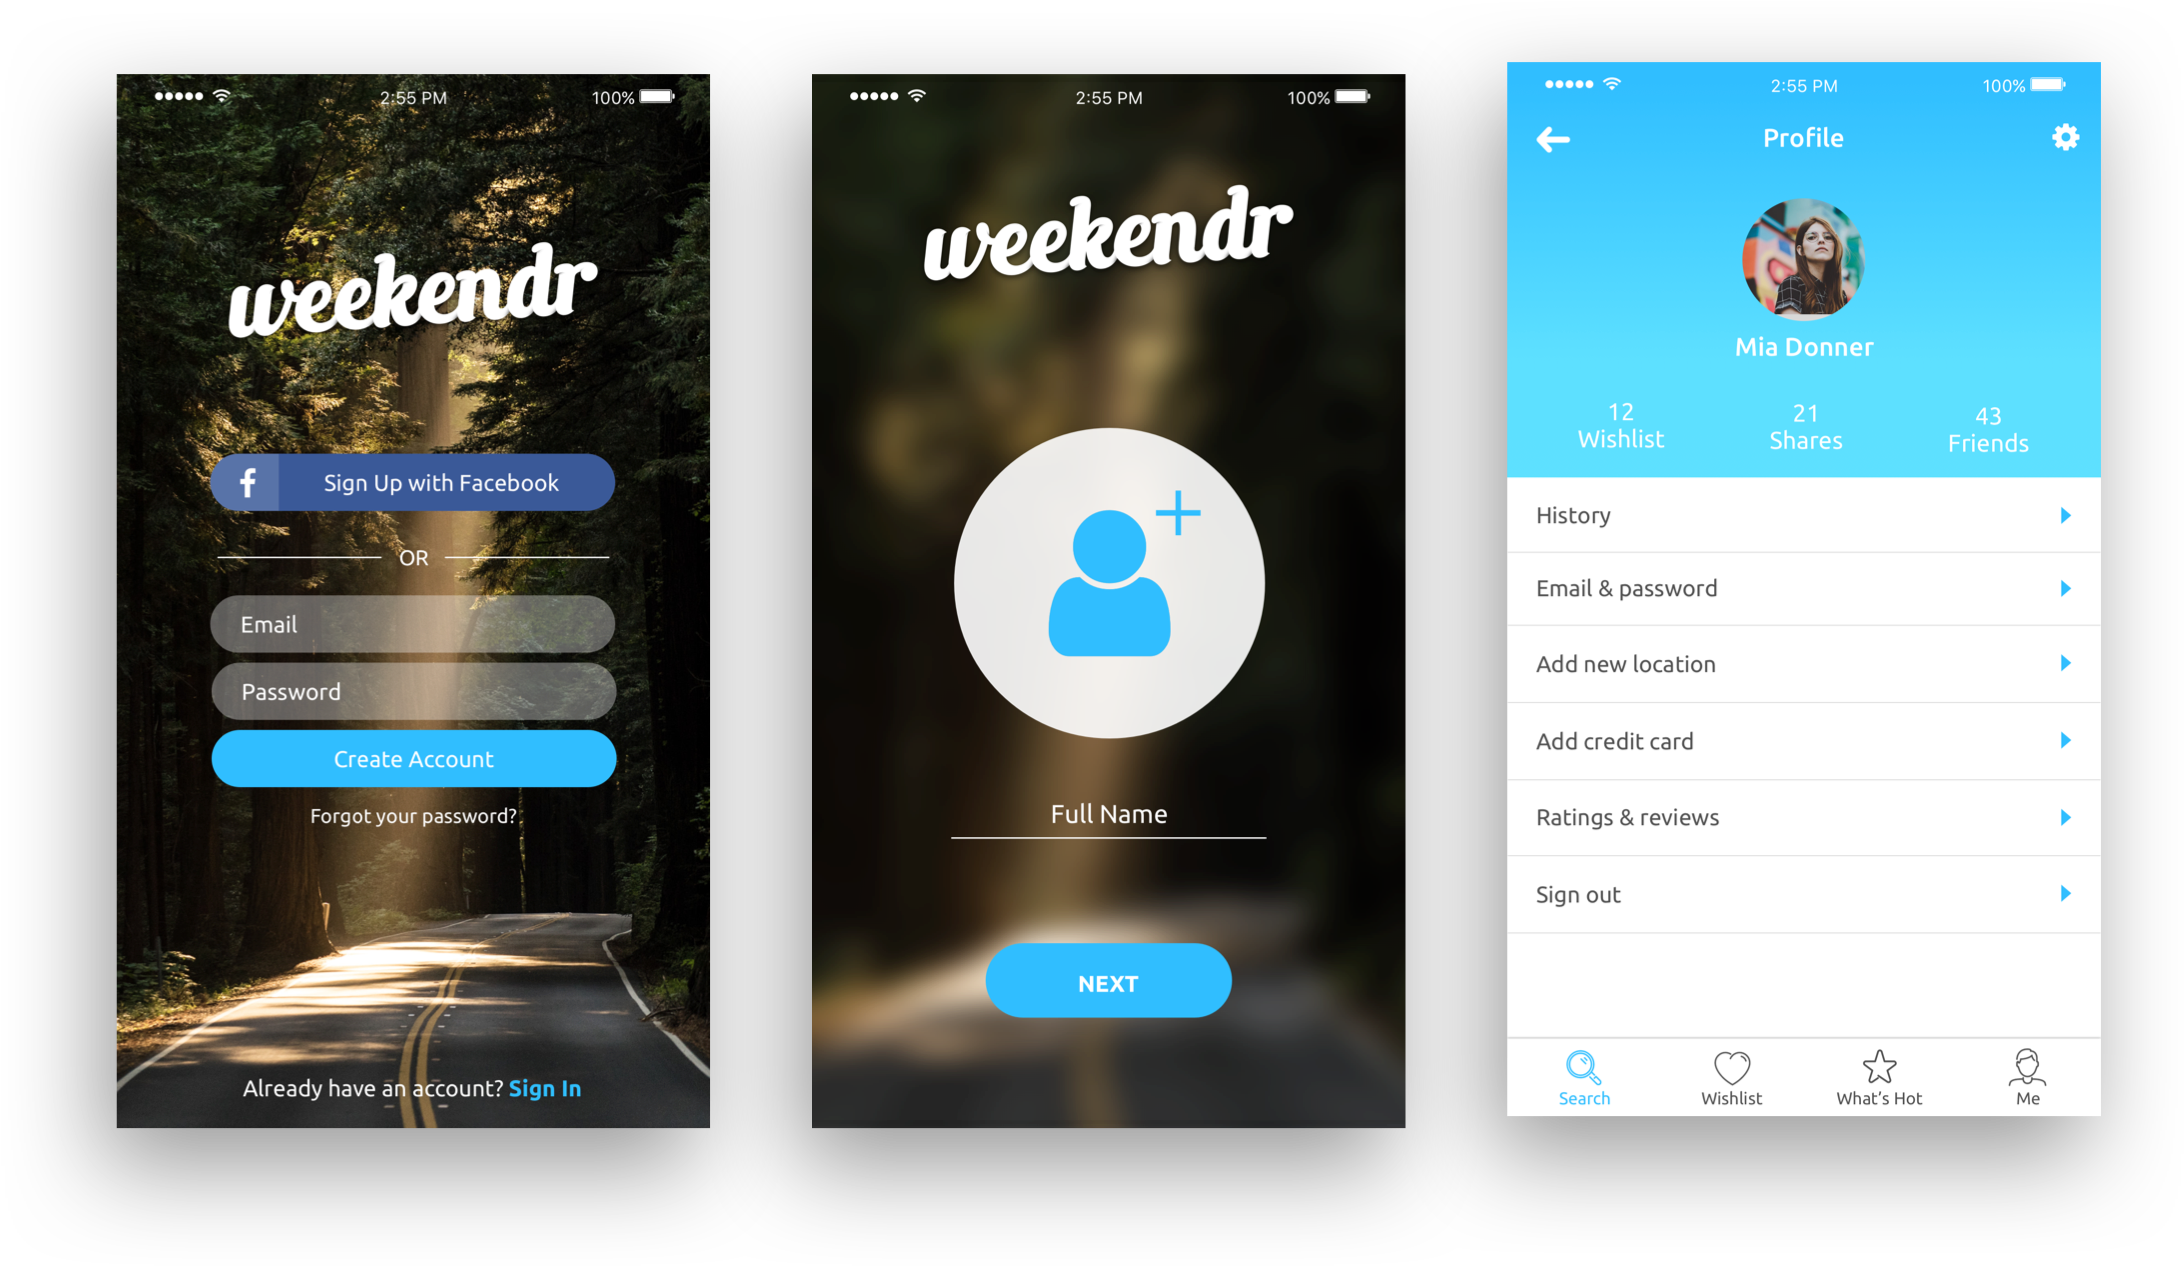 2:55 PM
100%
weekendr
f
Sign Up with Facebook
OR
Email
Password
Create Account
Forgot your password?
Already have an account? Sign In
2:55 PM
100%
weekendr
Full Name
NEXT
2:55 PM
100%
Profile
Mia Donner
12
Wishlist
21
Shares
43
Friends
History
Email & password
Add new location
Add credit card
Ratings & reviews
Sign out
Search
Wishlist
What's Hot
Me